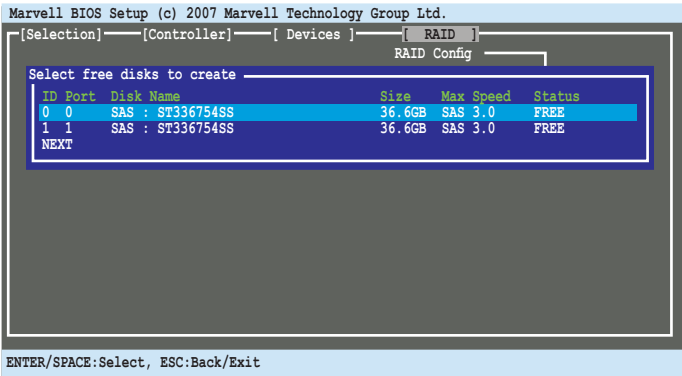 Marvell BIOS Setup (c) 2007 Marvell Technology Group Ltd.
[Selection] [Controller] [ Devices ] [ RAID ]
RAID Config
Select free disks to create
ID Port Disk Name Size Max Speed Status
0 0 SAS : ST336754SS 36.6GB SAS 3.0 FREE
1 1 SAS : ST336754SS 36.6GB SAS 3.0 FREE
NEXT
ENTER/SPACE:Select, ESC:Back/Exit